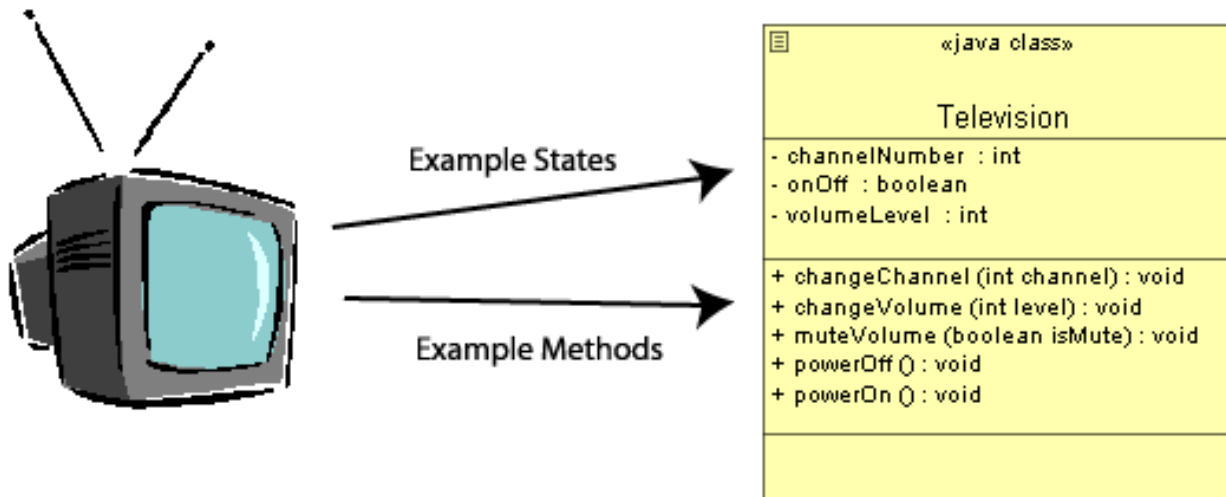 «java class»
Television
Example States
- channelNumber : int
- onOff : boolean
- volumeLevel : int
+ changeChannel (int channel) : void
+ changeVolume (int level) : void
+ muteVolume (boolean isMute) : void
+ powerOff () : void
+ powerOn () : void
Example Methods